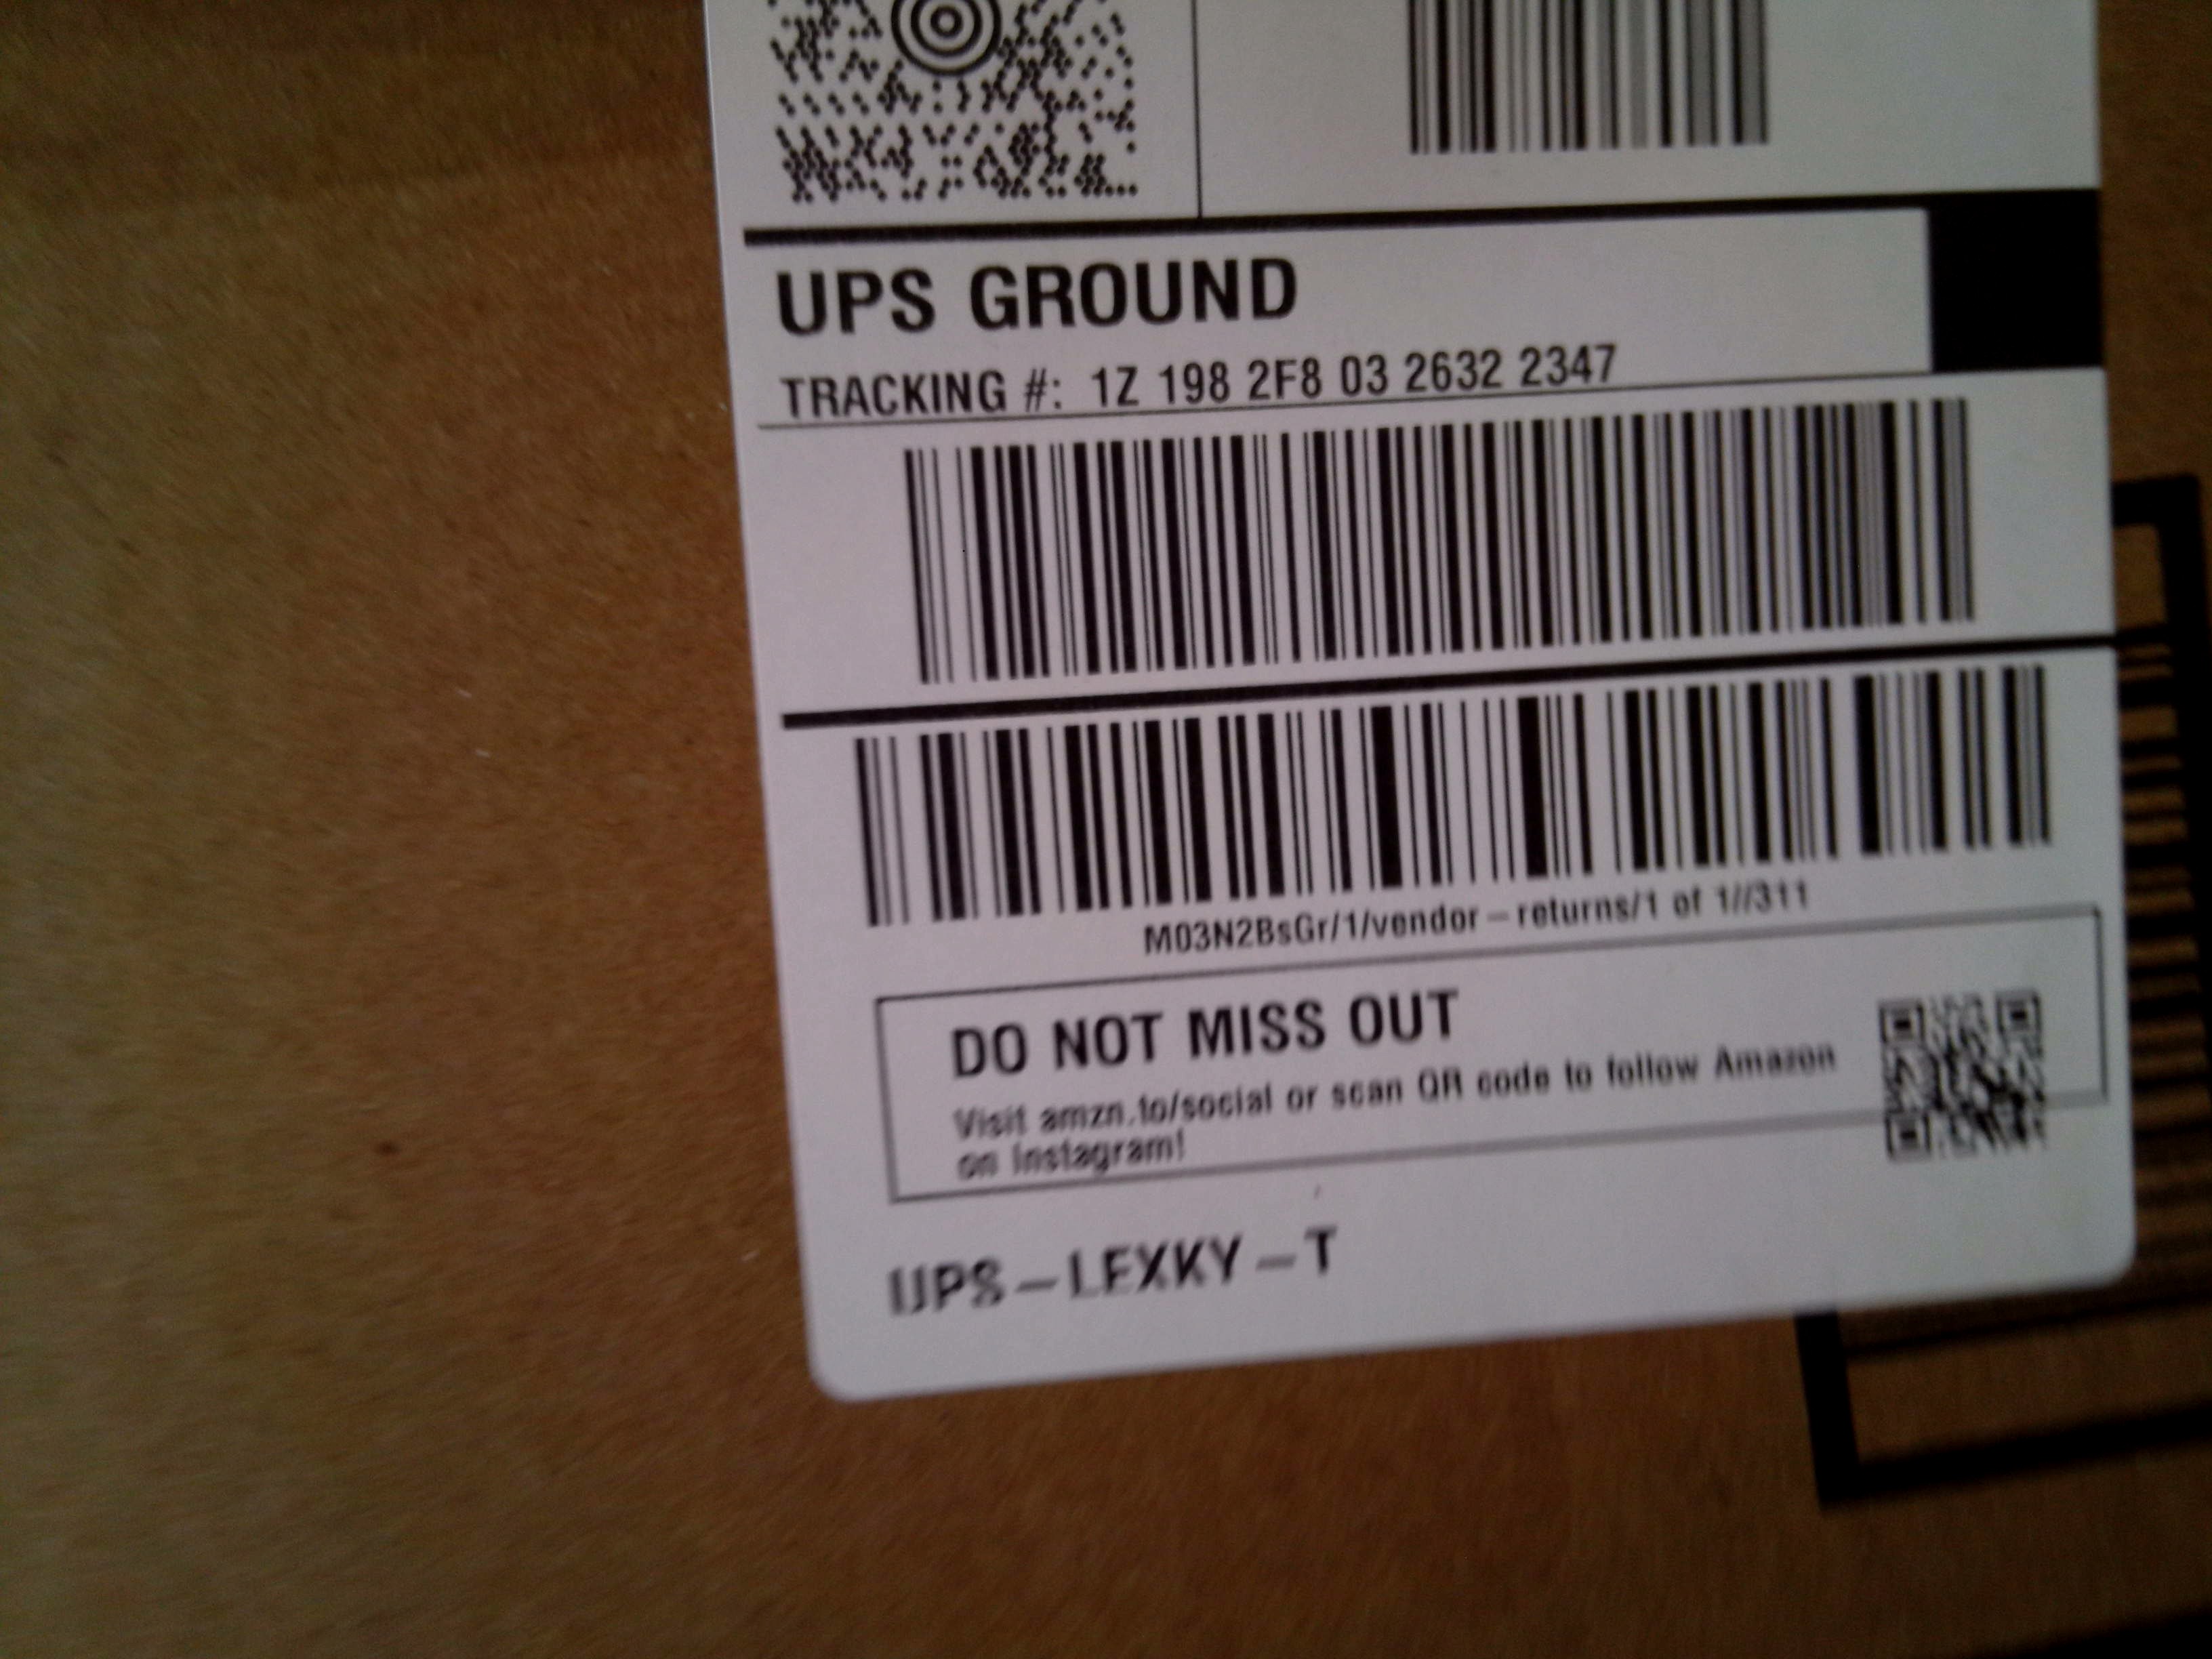 UPS GROUND
TRACKING #: 1Z 198 2F8 03 2632 2347
M03N2BsGr/1/vendor – returns/1 of 1//311
DO NOT MISS OUT
Visit amzn.to/social or scan QR code to follow Amazon
on Instagram!
UPS – LEXKY – T